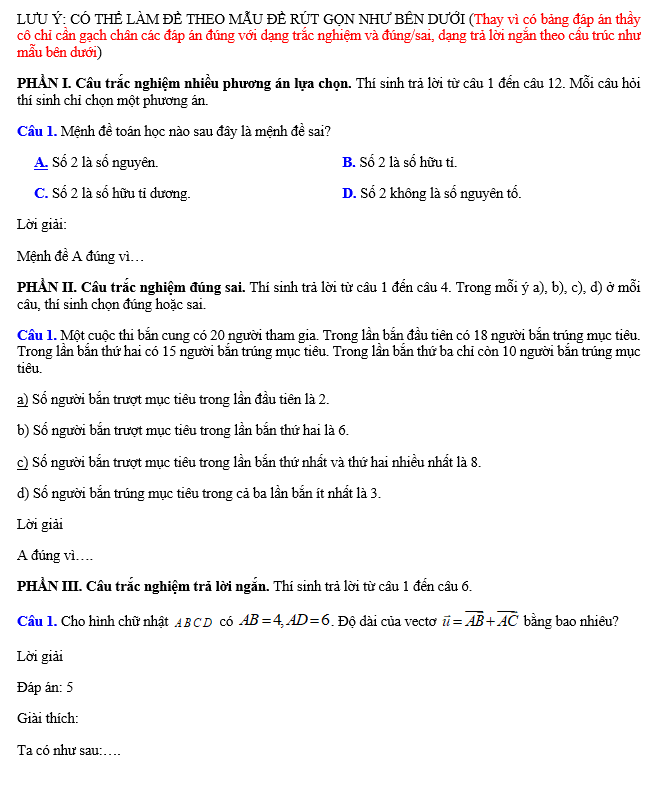 LƯU Ý: CÓ THỂ LÀM ĐỀ THEO MẪU ĐỀ RÚT GỌN NHƯ BÊN DƯỚI (Thay vì có bảng đáp án thầy
cô chỉ cần gạch chân các đáp án đúng với dạng trắc nghiệm và đúng/sai, dạng trả lời ngắn theo cấu trúc như
mẫu bên dưới)
PHẦN I. Câu trắc nghiệm nhiều phương án lựa chọn. Thí sinh trả lời từ câu 1 đến câu 12. Mỗi câu hỏi
thí sinh chỉ chọn một phương án.
Câu 1. Mệnh đề toán học nào sau đây là mệnh đề sai?
A. Số 2 là số nguyên. B. Số 2 là số hữu tỉ.
C. Số 2 là số hữu tỉ dương. D. Số 2 không là số nguyên tố.
Lời giải:
Mệnh đề A đúng vì…
PHẦN II. Câu trắc nghiệm đúng sai. Thí sinh trả lời từ câu 1 đến câu 4. Trong mỗi ý a), b), c), d) ở mỗi
câu, thí sinh chọn đúng hoặc sai.
Câu 1. Một cuộc thi bắn cung có 20 người tham gia. Trong lần bắn đầu tiên có 18 người bắn trúng mục tiêu.
Trong lần bắn thứ hai có 15 người bắn trúng mục tiêu. Trong lần bắn thứ ba chỉ còn 10 người bắn trúng mục
tiêu.
a) Số người bắn trượt mục tiêu trong lần đầu tiên là 2.
b) Số người bắn trượt mục tiêu trong lần bắn thứ hai là 6.
c) Số người bắn trượt mục tiêu trong lần bắn thứ nhất và thứ hai nhiều nhất là 8.
d) Số người bắn trúng mục tiêu trong cả ba lần bắn ít nhất là 3.
Lời giải
A đúng vì….
PHẦN III. Câu trắc nghiệm trả lời ngắn. Thí sinh trả lời từ câu 1 đến câu 6.
Câu 1. Cho hình chữ nhật ABCD có AB=4, AD=6. Độ dài của vectơ u⃗ = A͞B + A͞C bằng bao nhiêu?
Lời giải
Đáp án: 5
Giải thích:
Ta có như sau:….